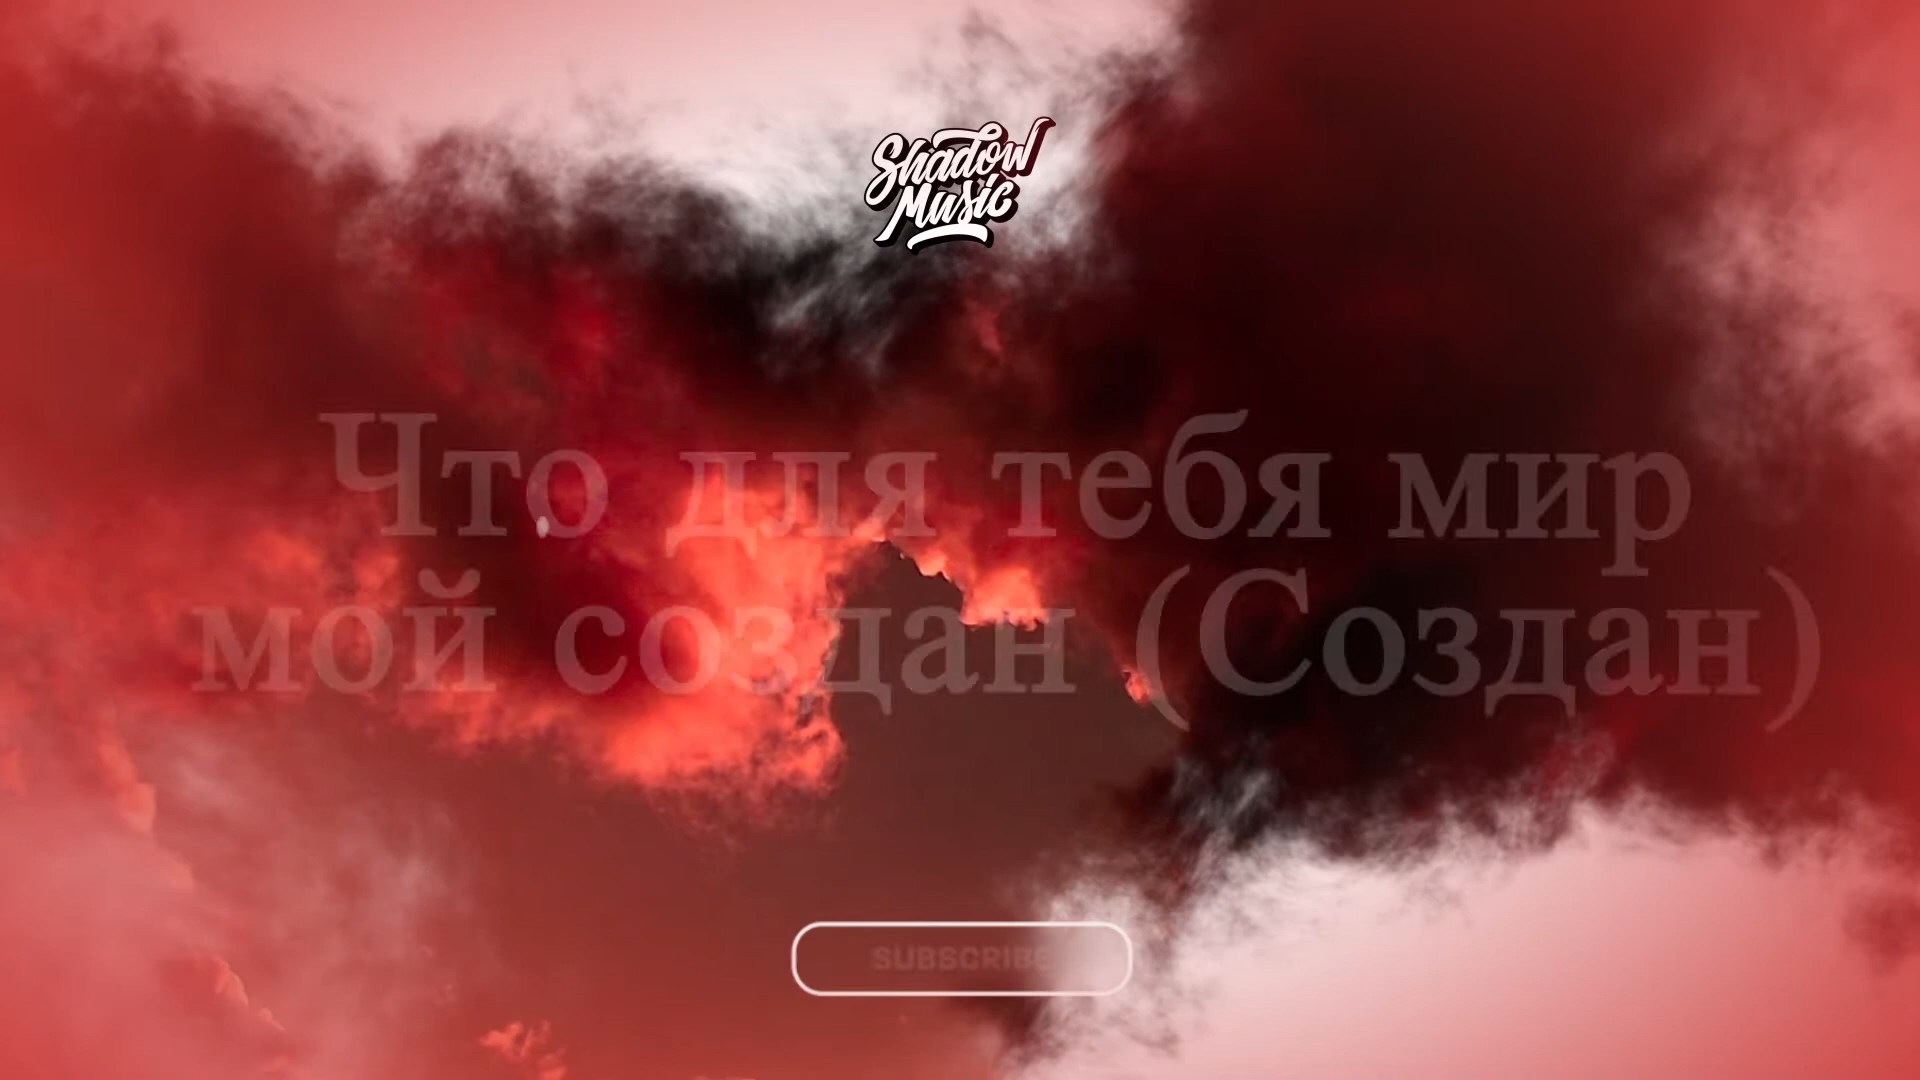 Shadow
Music
Что для тебя мир
мой создан (Создан)
SUBSCRIBE